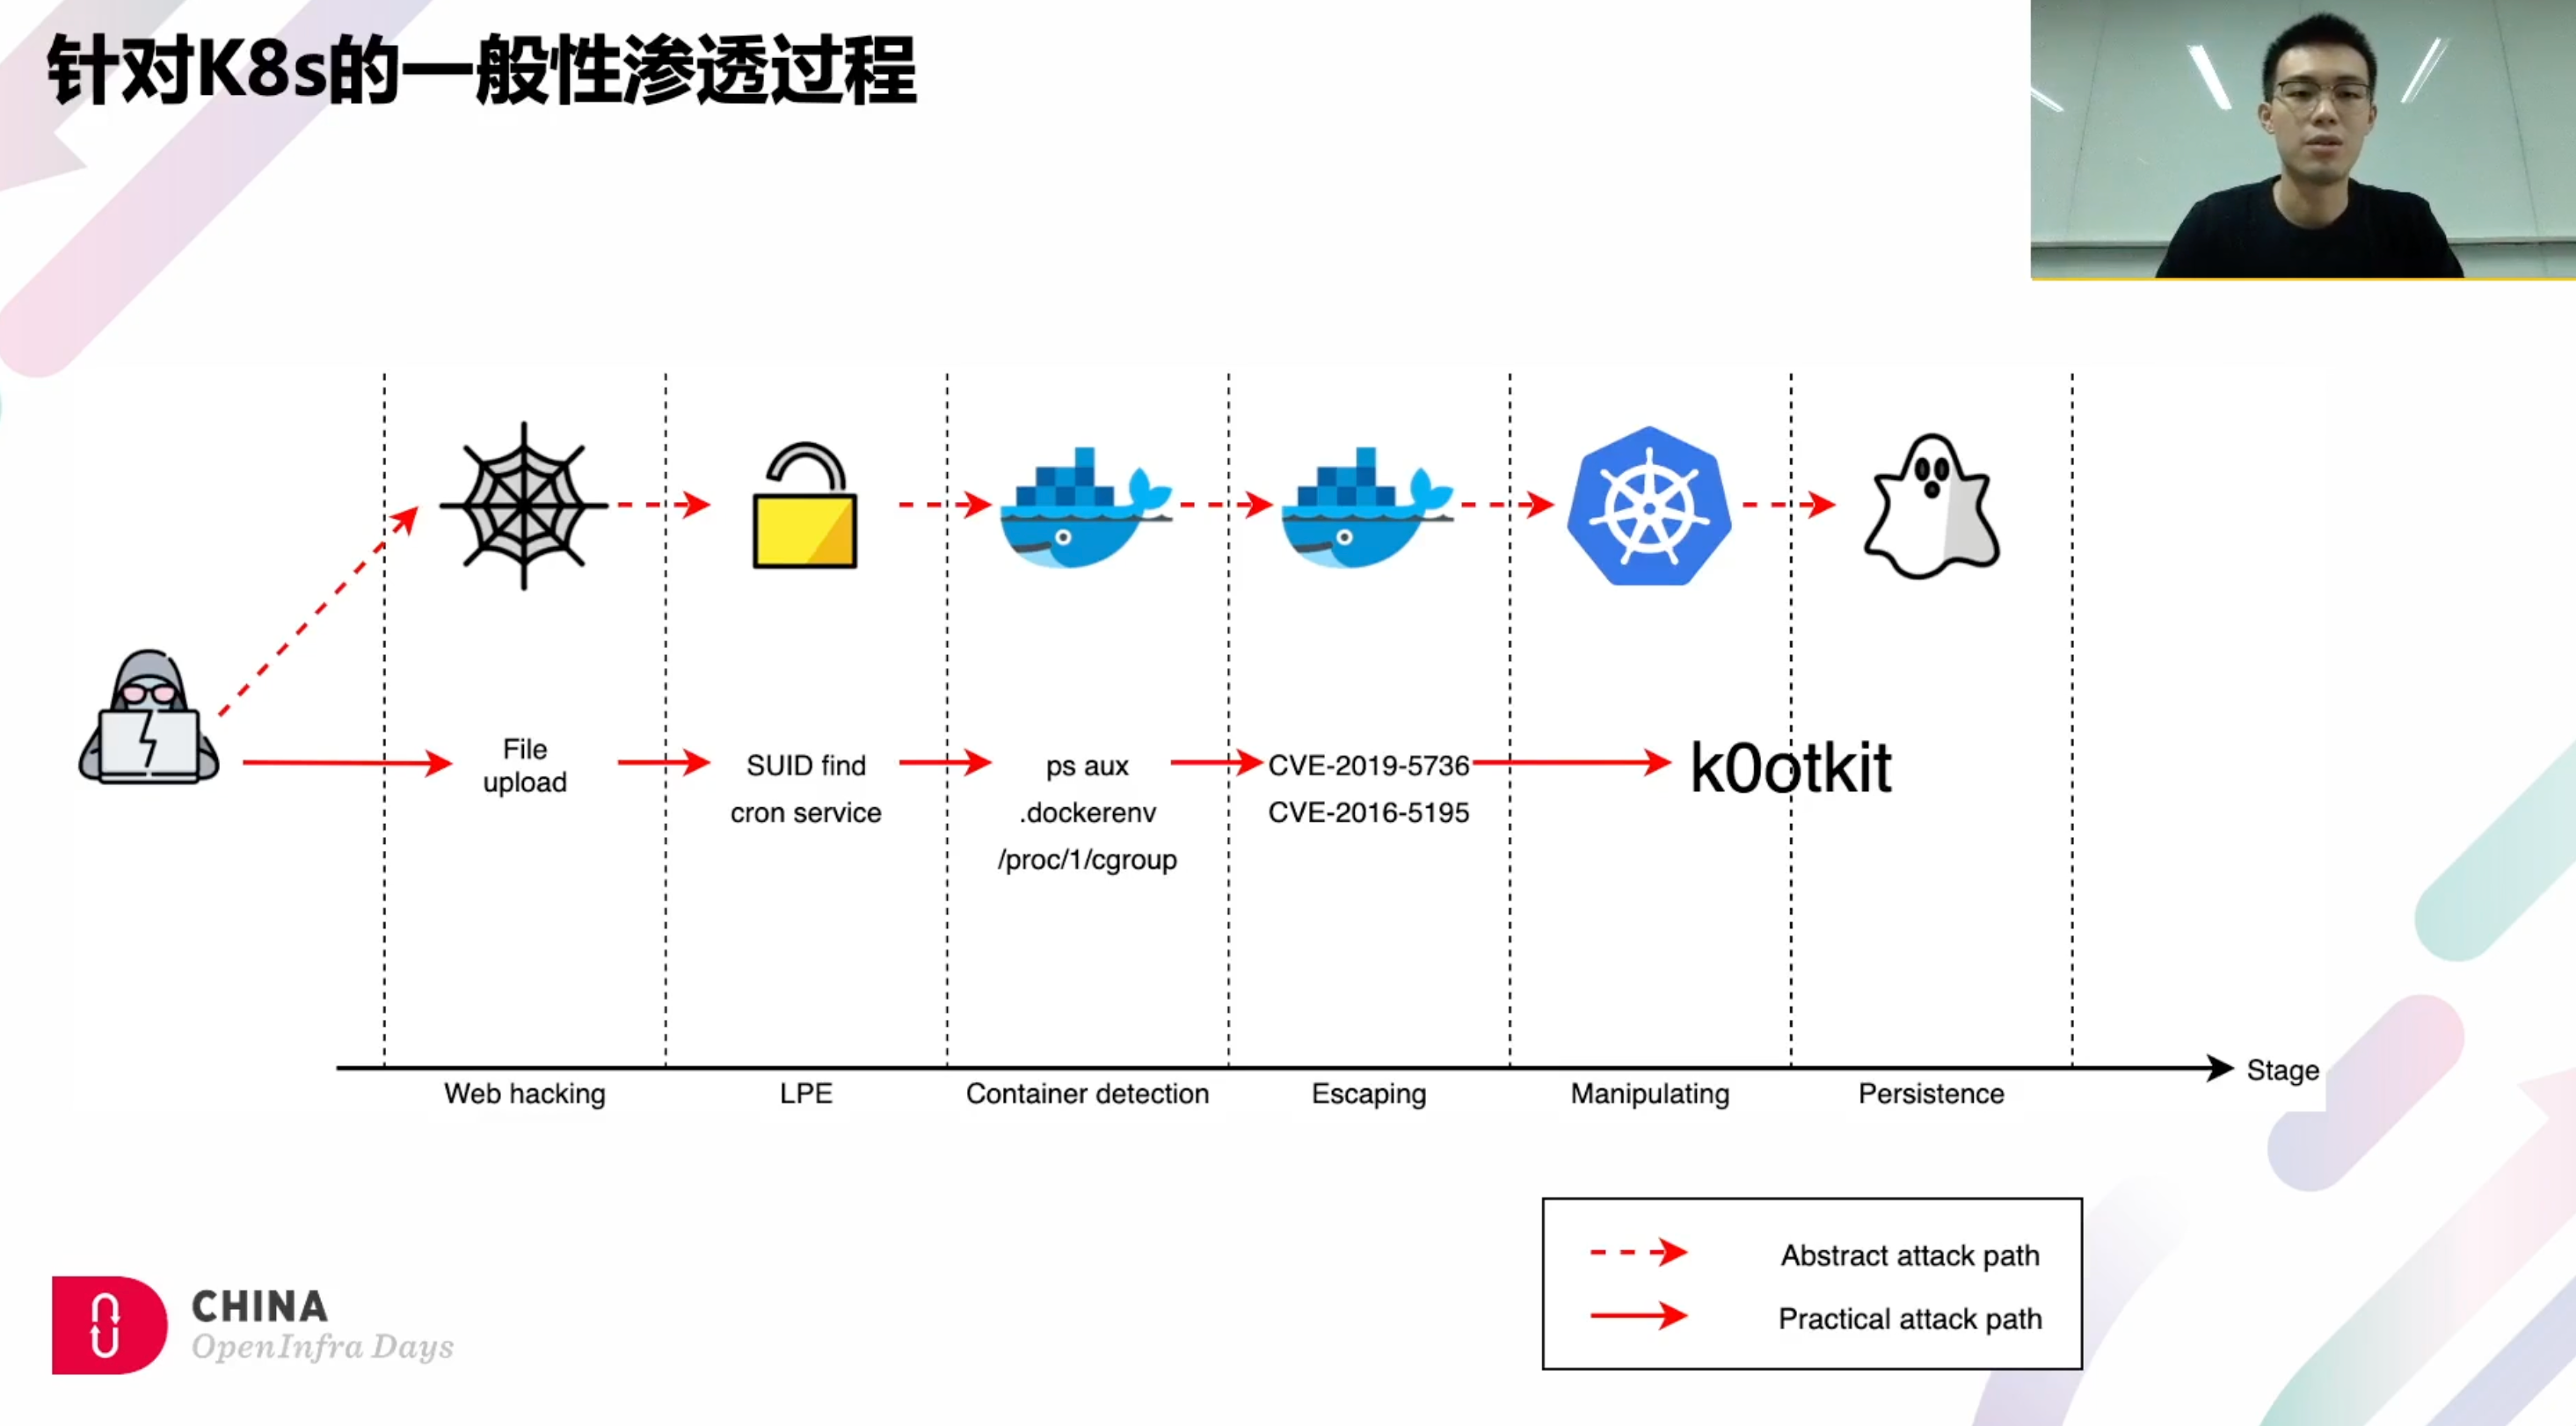 针对K8s的一般性渗透过程
File
upload
SUID find
cron service
ps aux
.dockerenv
/proc/1/cgroup
CVE-2019-5736
CVE-2016-5195
k0otkit
Web hacking
LPE
Container detection
Escaping
Manipulating
Persistence
Stage
Abstract attack path
Practical attack path
CHINA
OpenInfra Days